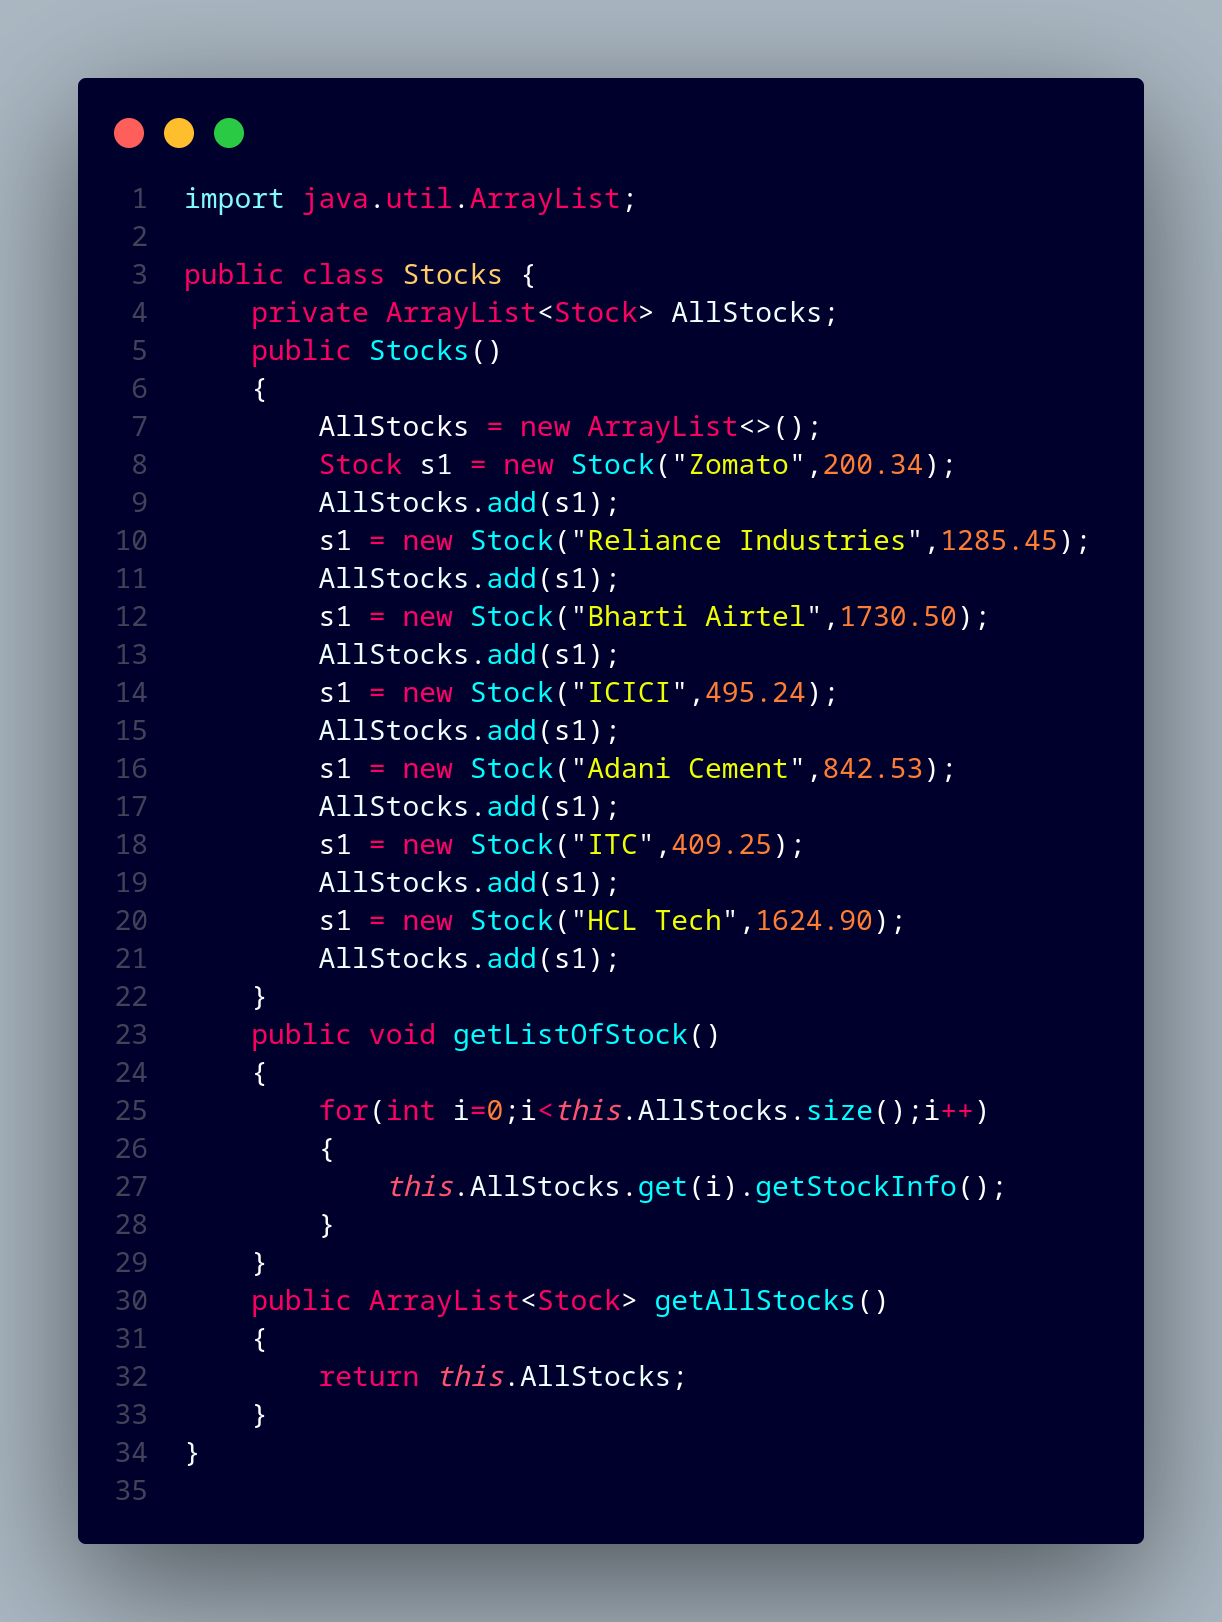 1 import java.util.ArrayList;
2
3 public class Stocks {
4     private ArrayList<Stock> AllStocks;
5     public Stocks()
6     {
7         AllStocks = new ArrayList<>();
8         Stock s1 = new Stock("Zomato",200.34);
9         AllStocks.add(s1);
10         s1 = new Stock("Reliance Industries",1285.45);
11         AllStocks.add(s1);
12         s1 = new Stock("Bharti Airtel",1730.50);
13         AllStocks.add(s1);
14         s1 = new Stock("ICICI",495.24);
15         AllStocks.add(s1);
16         s1 = new Stock("Adani Cement",842.53);
17         AllStocks.add(s1);
18         s1 = new Stock("ITC",409.25);
19         AllStocks.add(s1);
20         s1 = new Stock("HCL Tech",1624.90);
21         AllStocks.add(s1);
22     }
23     public void getListOfStock()
24     {
25         for(int i=0;i<this.AllStocks.size();i++)
26         {
27             this.AllStocks.get(i).getStockInfo();
28         }
29     }
30     public ArrayList<Stock> getAllStocks()
31     {
32         return this.AllStocks;
33     }
34 }
35